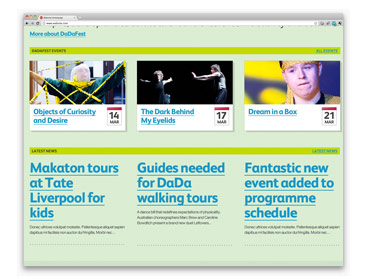 More about DaDaFest
DADAFEST EVENTS
ALL EVENTS
Objects of Curiosity
and Desire
14
MAR
The Dark Behind
My Eyelids
17
MAR
Dream in a Box
21
MAR
LATEST NEWS
LATEST NEWS
Makaton tours
at Tate
Liverpool for
kids
Donec ultrices volutpat molestie. Pellentesque aliquet sapien
dapibus mi facilisis non auctor dui fringilla. Morbi nec...
Guides needed
for DaDa
walking tours
A dance bill that redefines expectations of physicality,
Australian choreographers Marc Brew and Caroline
Bowditch present a brand new duet Leftovers.
Fantastic new
event added to
programme
schedule
Donec ultrices volutpat molestie. Pellentesque aliquet sapien
dapibus mi facilisis non auctor dui fringilla. Morbi nec...